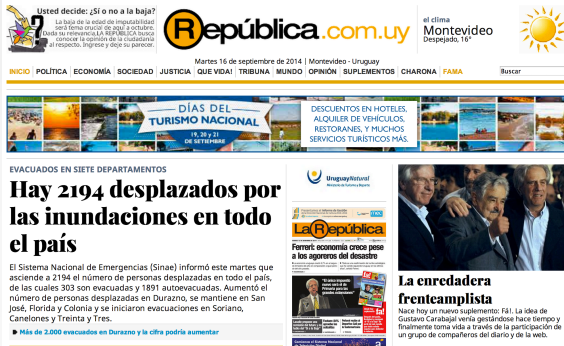 Usted decide: ¿Sí o no a la baja?
La baja de la edad de imputabilidad
será tema crucial de aquí a octubre.
Dada su relevancia,LA REPÚBLICA busca
conocer la opinión de la ciudadanía
al respecto. Ingrese y deje su parecer.
República.com.uy
el clima
Montevideo
Despejado, 16°
Martes 16 de septiembre de 2014 | Montevideo - Uruguay
INICIO POLÍTICA ECONOMÍA SOCIEDAD JUSTICIA QUE VIDA! TRIBUNA MUNDO OPINIÓN SUPLEMENTOS CHARONA FAMA Buscar
DÍAS DEL
TURISMO NACIONAL
19, 20 y 21
DE SETIEMBRE
DESCUENTOS EN HOTELES,
ALQUILER DE VEHÍCULOS,
RESTORANES, Y MUCHOS
SERVICIOS TURÍSTICOS MÁS.
EVACUADOS EN SIETE DEPARTAMENTOS
Hay 2194 desplazados por
las inundaciones en todo
el país
El Sistema Nacional de Emergencias (Sinae) informó este martes que
asciende a 2194 el número de personas desplazadas en todo el país,
de las cuales 303 son evacuadas y 1891 autoevacuadas. Aumentó el
número de personas desplazadas en Durazno, se mantiene en San
José, Florida y Colonia y se iniciaron evacuaciones en Soriano,
Canelones y Treinta y Tres.
Más de 2.000 evacuados en Durazno y la cifra podría aumentar
UruguayNatural
Ministerio de Turismo y Deporte
La República
Ferreri: economía crece pese
a los agoreros del desastre
La enredadera
frenteamplista
Nace hoy un nuevo suplemento: Fá!. La idea de
Gustavo Carabajal venía gestándose hace tiempo y
finalmente toma vida a través de la participación de
un grupo de compañeros del diario y de la web.